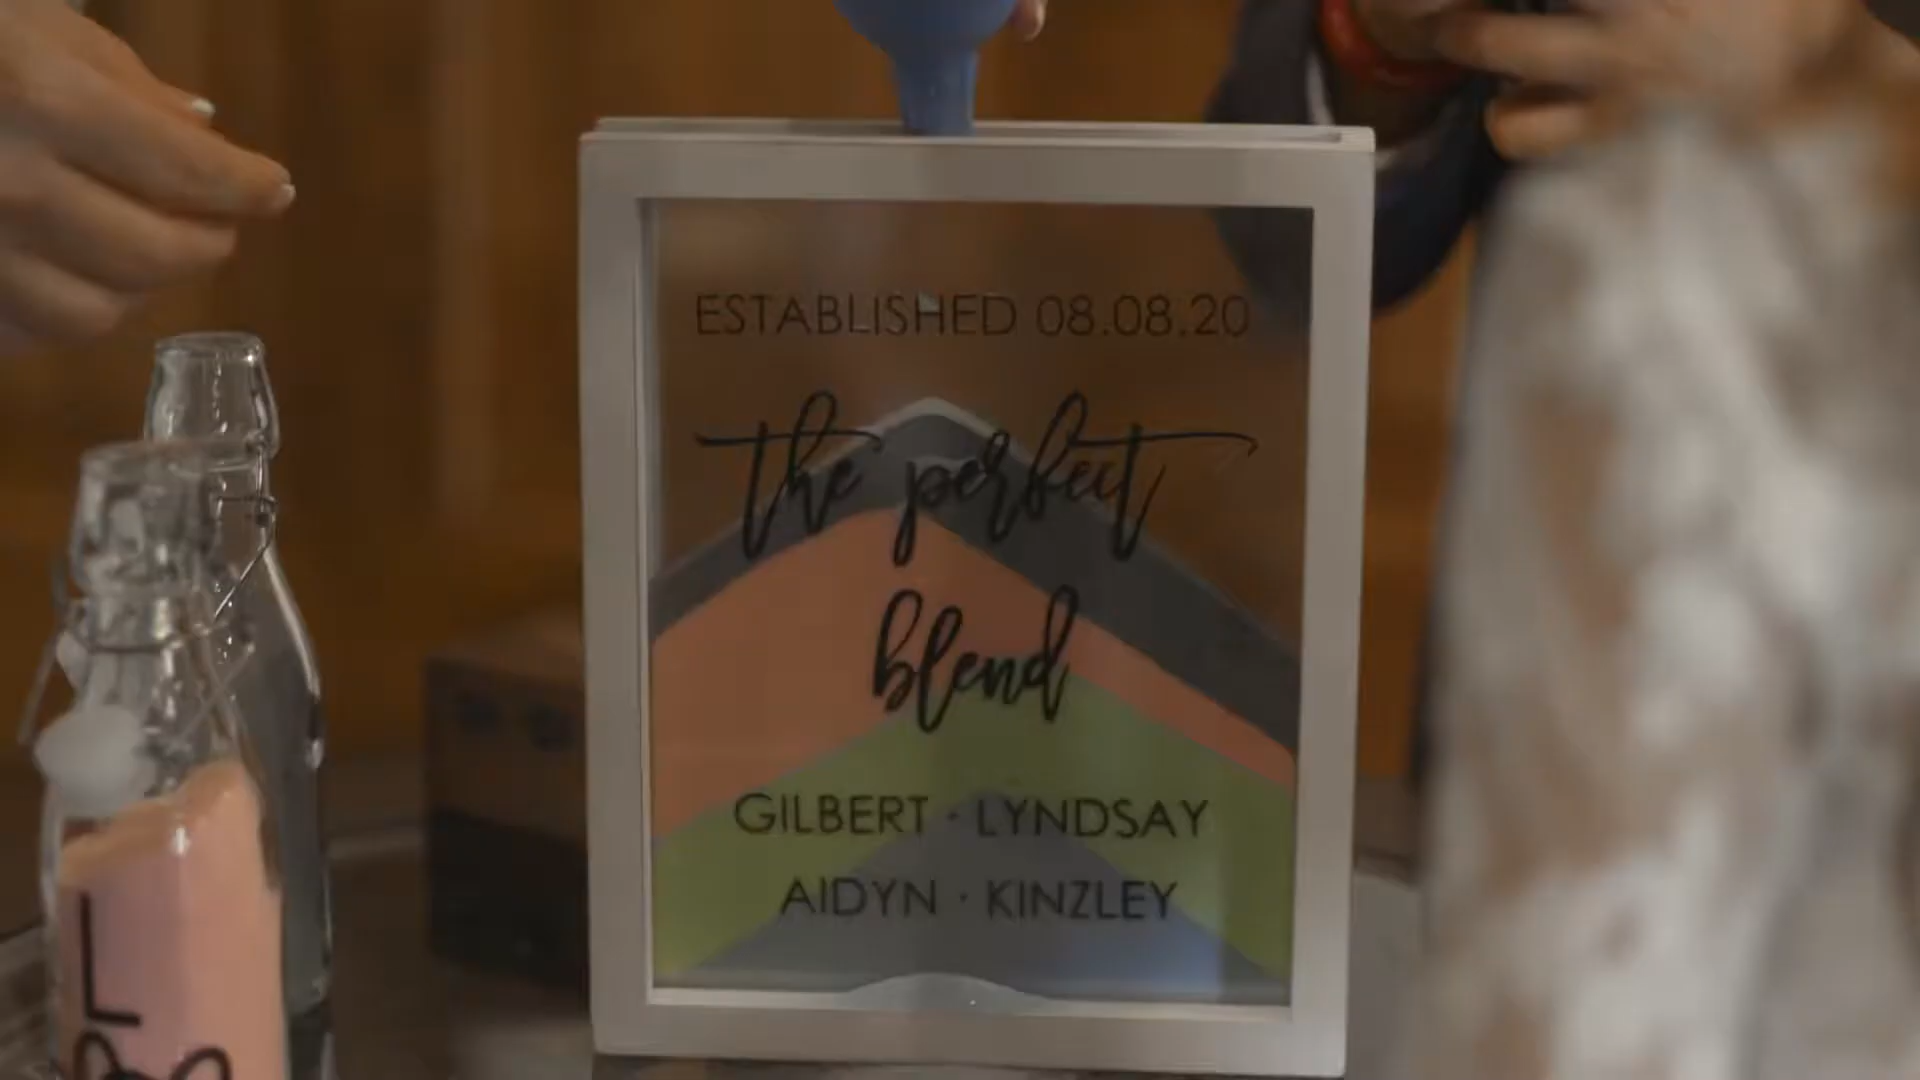 ESTABLISHED 08.08.20
the perfect
blend
GILBERT · LYNDSAY
AIDYN · KINZLEY
L